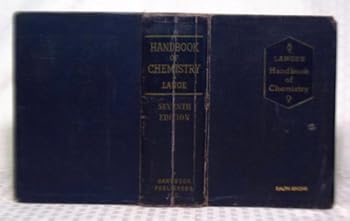 HANDBOOK
OF
CHEMISTRY
LANGE
SEVENTH
EDITION
HANDBOOK
PUBLISHERS
LANGE'S
Handbook
of
Chemistry